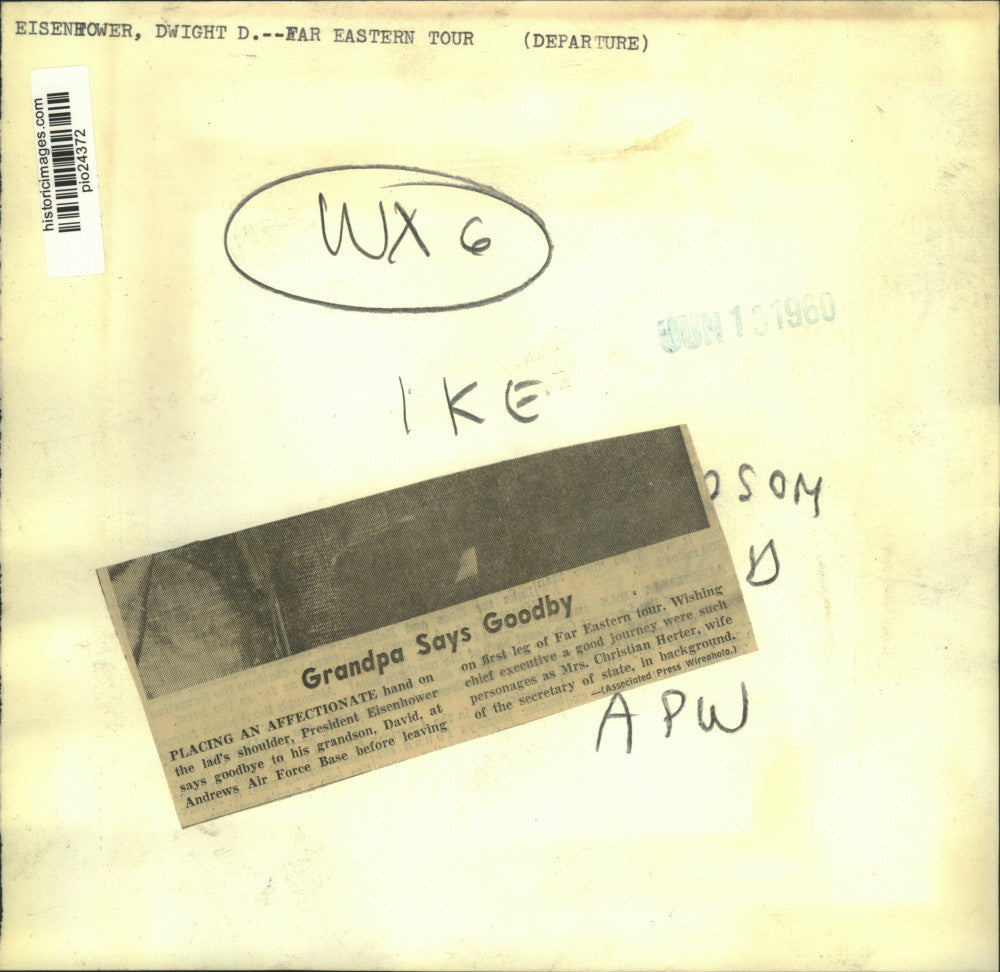 EISENHOWER, DWIGHT D.--FAR EASTERN TOUR (DEPARTURE)
historicimages.com
pio24372
WX 6
JUN 13 1960
IKE
DSOM
D
Grandpa Says Goodby
PLACING AN AFFECTIONATE hand on
the lad's shoulder, President Eisenhower
says goodbye to his grandson, David, at
Andrews Air Force Base before leaving
on first leg of Far Eastern tour. Wishing
chief executive a good journey were such
personages as Mrs. Christian Herter, wife
of the secretary of state, in background.
—(Associated Press Wirephoto.)
APW